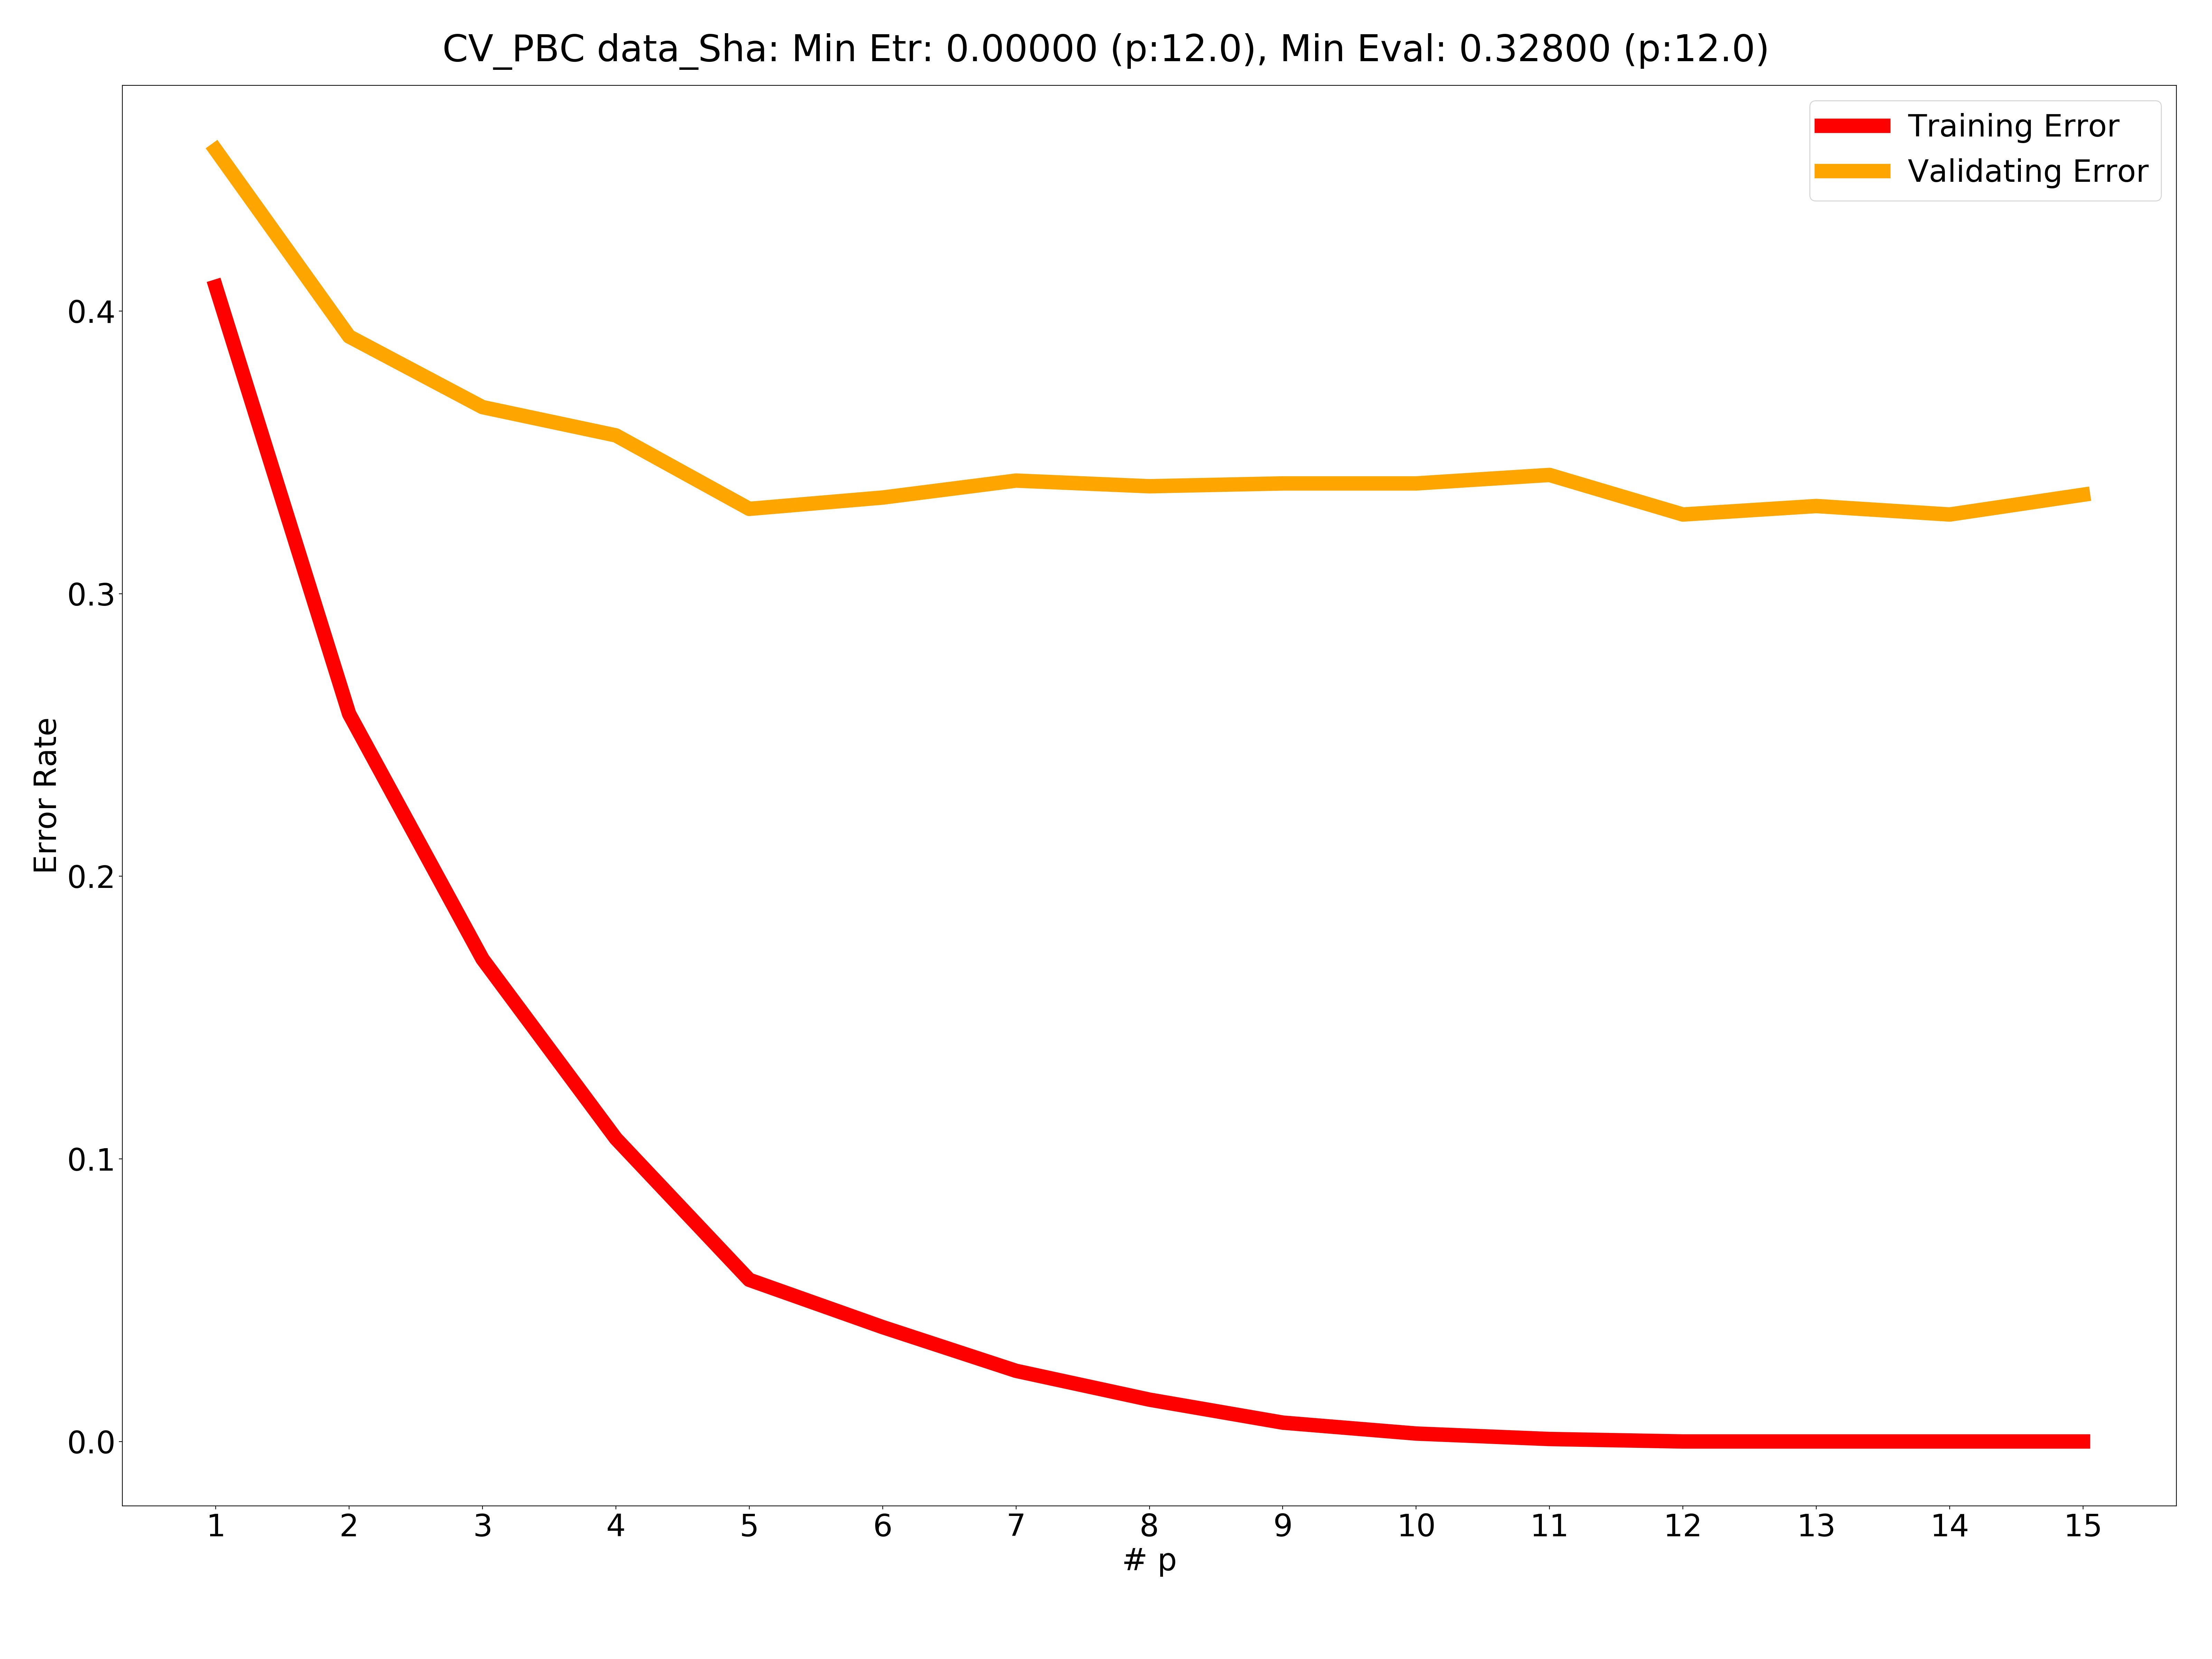 CV_PBC data_Sha: Min Etr: 0.00000 (p:12.0), Min Eval: 0.32800 (p:12.0)
Training Error
Validating Error
0.4
0.3
0.2
0.1
0.0
Error Rate
1 2 3 4 5 6 7 8 9 10 11 12 13 14 15
# p